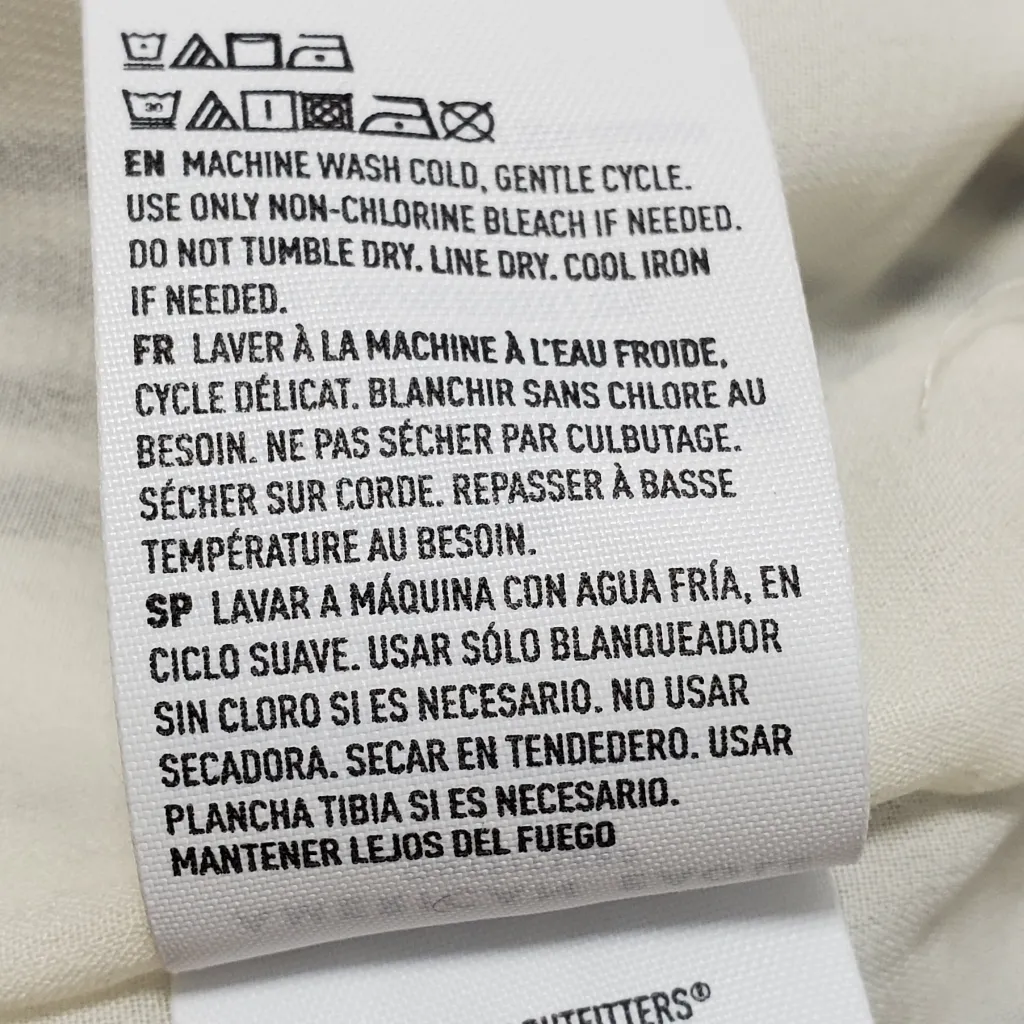 30
EN MACHINE WASH COLD, GENTLE CYCLE.
USE ONLY NON-CHLORINE BLEACH IF NEEDED.
DO NOT TUMBLE DRY. LINE DRY. COOL IRON
IF NEEDED.
FR LAVER À LA MACHINE À L'EAU FROIDE,
CYCLE DÉLICAT. BLANCHIR SANS CHLORE AU
BESOIN. NE PAS SÉCHER PAR CULBUTAGE.
SÉCHER SUR CORDE. REPASSER À BASSE
TEMPÉRATURE AU BESOIN.
SP LAVAR A MÁQUINA CON AGUA FRÍA, EN
CICLO SUAVE. USAR SÓLO BLANQUEADOR
SIN CLORO SI ES NECESARIO. NO USAR
SECADORA. SECAR EN TENDEDERO. USAR
PLANCHA TIBIA SI ES NECESARIO.
MANTENER LEJOS DEL FUEGO